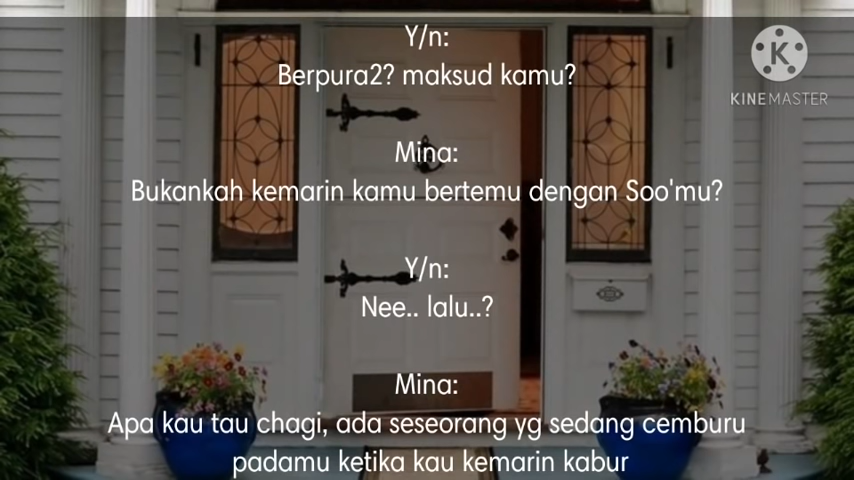 Y/n:
Berpura2? maksud kamu?
Mina:
Bukankah kemarin kamu bertemu dengan Soo'mu?
Y/n:
Nee.. lalu..?
Mina:
Apa kau tau chagi, ada seseorang yg sedang cemburu
padamu ketika kau kemarin kabur
K
KINEMASTER